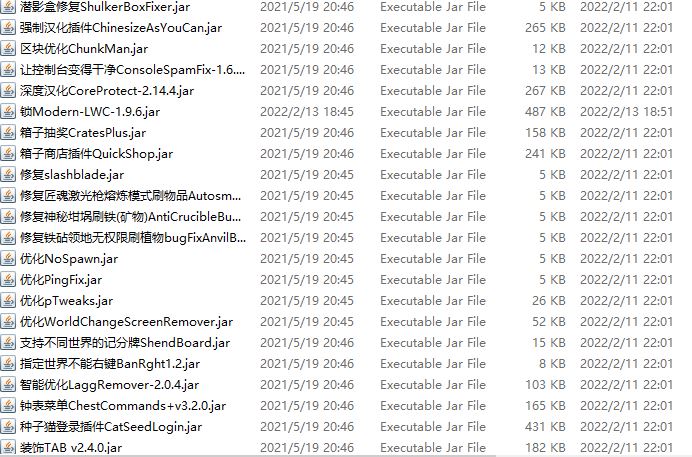 潜影盒修复ShulkerBoxFixer.jar 2021/5/19 20:46 Executable Jar File 5 KB 2022/2/11 22:01
强制汉化插件ChinesizeAsYouCan.jar 2021/5/19 20:46 Executable Jar File 265 KB 2022/2/11 22:01
区块优化ChunkMan.jar 2021/5/19 20:46 Executable Jar File 12 KB 2022/2/11 22:01
让控制台变得干净ConsoleSpamFix-1.6.... 2021/5/19 20:46 Executable Jar File 13 KB 2022/2/11 22:01
深度汉化CoreProtect-2.14.4.jar 2021/5/19 20:46 Executable Jar File 267 KB 2022/2/11 22:01
锁Modern-LWC-1.9.6.jar 2022/2/13 18:45 Executable Jar File 487 KB 2022/2/13 18:51
箱子抽奖CratesPlus.jar 2021/5/19 20:46 Executable Jar File 158 KB 2022/2/11 22:01
箱子商店插件QuickShop.jar 2021/5/19 20:46 Executable Jar File 241 KB 2022/2/11 22:01
修复slashblade.jar 2021/5/19 20:45 Executable Jar File 5 KB 2022/2/11 22:01
修复匠魂激光枪熔炼模式刷物品Autosm... 2021/5/19 20:45 Executable Jar File 5 KB 2022/2/11 22:01
修复神秘坩埚刷铁(矿物)AntiCrucibleBu... 2021/5/19 20:45 Executable Jar File 5 KB 2022/2/11 22:01
修复铁砧领地无权限刷植物bugFixAnvilB... 2021/5/19 20:45 Executable Jar File 5 KB 2022/2/11 22:01
优化NoSpawn.jar 2021/5/19 20:45 Executable Jar File 5 KB 2022/2/11 22:01
优化PingFix.jar 2021/5/19 20:45 Executable Jar File 5 KB 2022/2/11 22:01
优化pTweaks.jar 2021/5/19 20:45 Executable Jar File 26 KB 2022/2/11 22:01
优化WorldChangeScreenRemover.jar 2021/5/19 20:45 Executable Jar File 52 KB 2022/2/11 22:01
支持不同世界的记分牌ShendBoard.jar 2021/5/19 20:46 Executable Jar File 15 KB 2022/2/11 22:01
指定世界不能右键BanRght1.2.jar 2021/5/19 20:46 Executable Jar File 8 KB 2022/2/11 22:01
智能优化LaggRemover-2.0.4.jar 2021/5/19 20:46 Executable Jar File 103 KB 2022/2/11 22:01
钟表菜单ChestCommands+v3.2.0.jar 2021/5/19 20:46 Executable Jar File 165 KB 2022/2/11 22:01
种子猫登录插件CatSeedLogin.jar 2021/5/19 20:46 Executable Jar File 431 KB 2022/2/11 22:01
装饰TAB v2.4.0.jar 2021/5/19 20:46 Executable Jar File 182 KB 2022/2/11 22:01